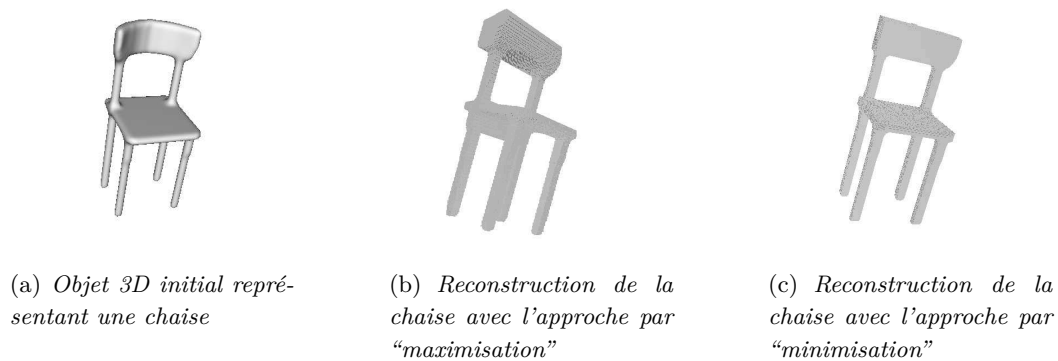 (a) Objet 3D initial repré-
sentant une chaise
(b) Reconstruction de la
chaise avec l'approche par
“maximisation”
(c) Reconstruction de la
chaise avec l'approche par
“minimisation”